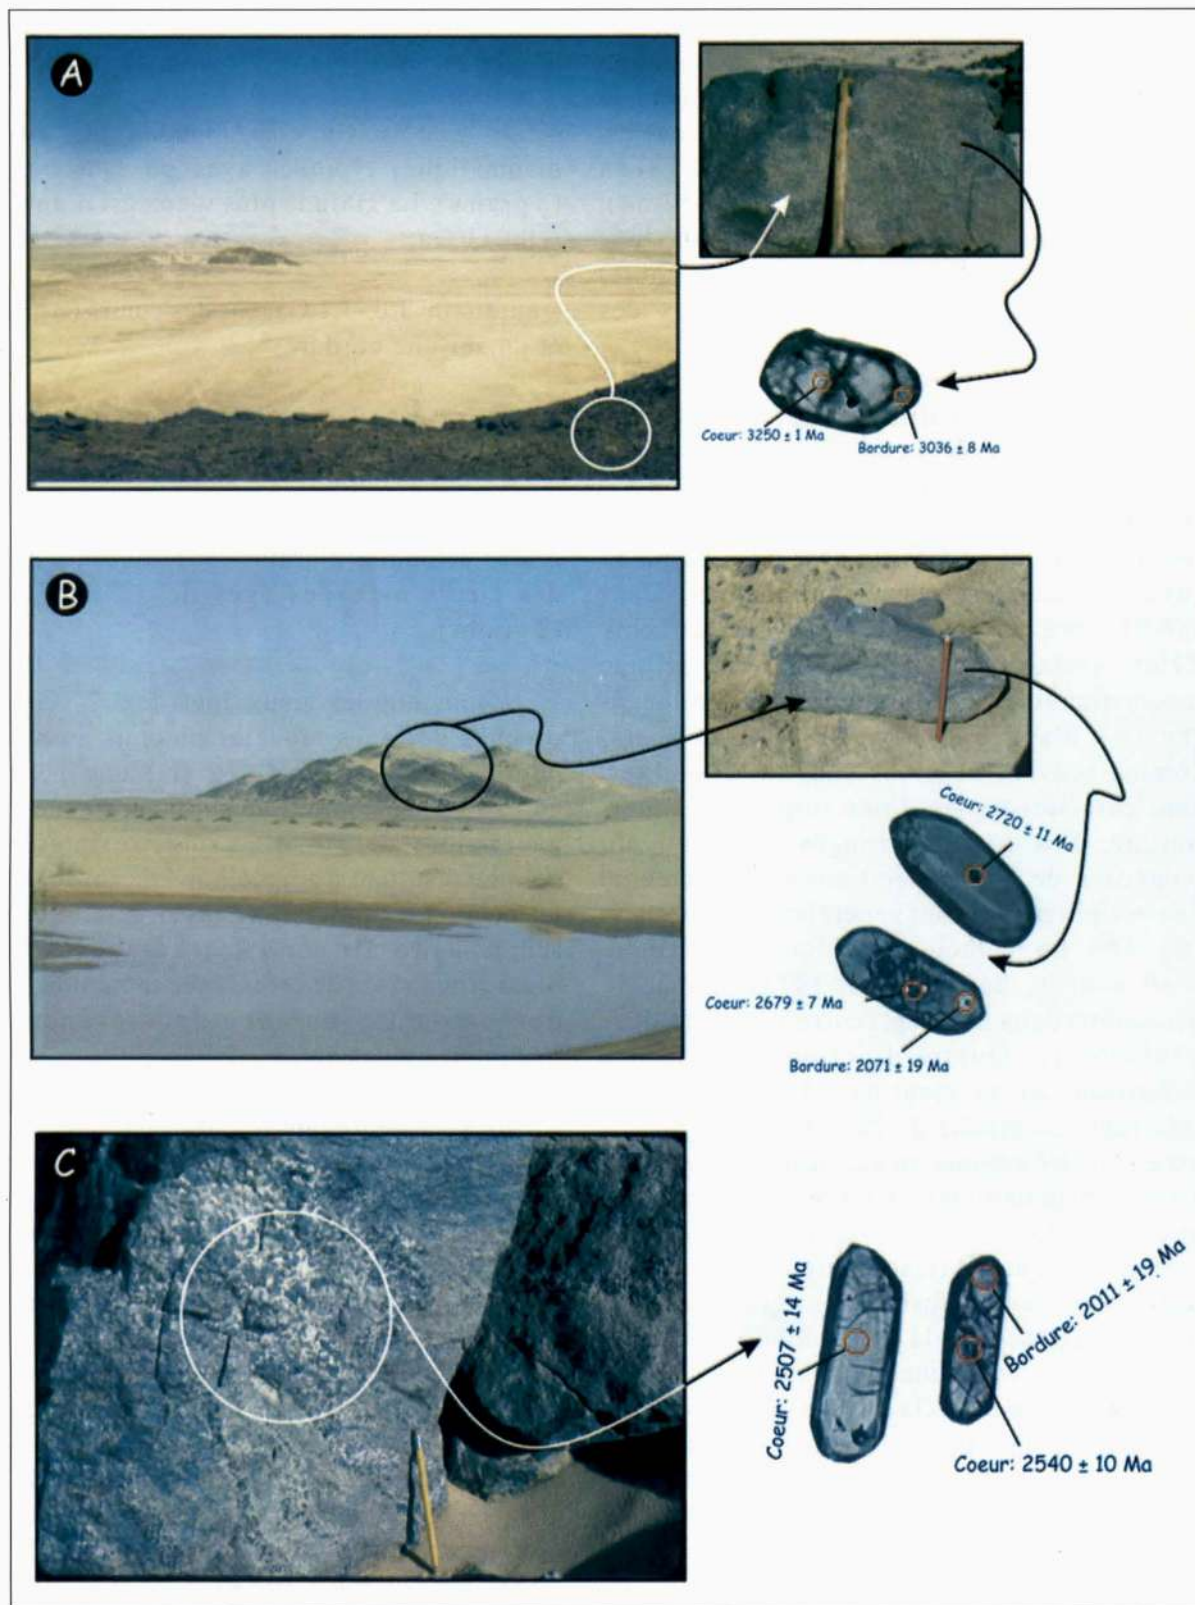 A
Coeur: 3250 ± 1 Ma
Bordure: 3036 ± 8 Ma
B
Coeur: 2720 ± 11 Ma
Coeur: 2679 ± 7 Ma
Bordure: 2071 ± 19 Ma
C
Coeur: 2507 ± 14 Ma
Bordure: 2011 ± 19 Ma
Coeur: 2540 ± 10 Ma